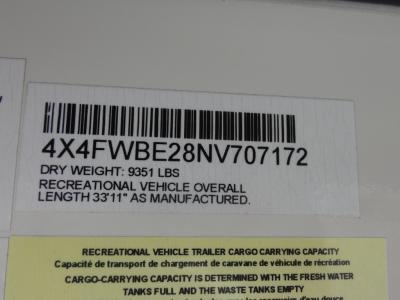 4X4FWBE28NV707172
DRY WEIGHT: 9351 LBS
RECREATIONAL VEHICLE OVERALL
LENGTH 33'11" AS MANUFACTURED.
RECREATIONAL VEHICLE TRAILER CARGO CARRYING CAPACITY
Capacité de transport de chargement de caravane de véhicule de récréation
CARGO-CARRYING CAPACITY IS DETERMINED WITH THE FRESH WATER
TANKS FULL AND THE WASTE TANKS EMPTY